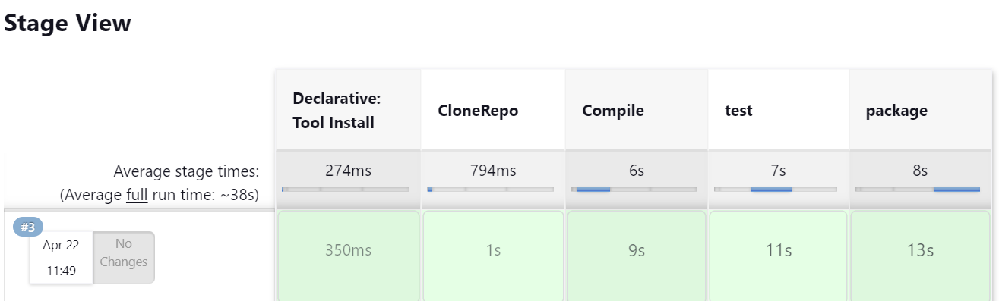 Stage View
Declarative:
Tool Install
CloneRepo
Compile
test
package
Average stage times:
(Average full run time: ~38s)
274ms
794ms
6s
7s
8s
#3
Apr 22
11:49
No
Changes
350ms
1s
9s
11s
13s